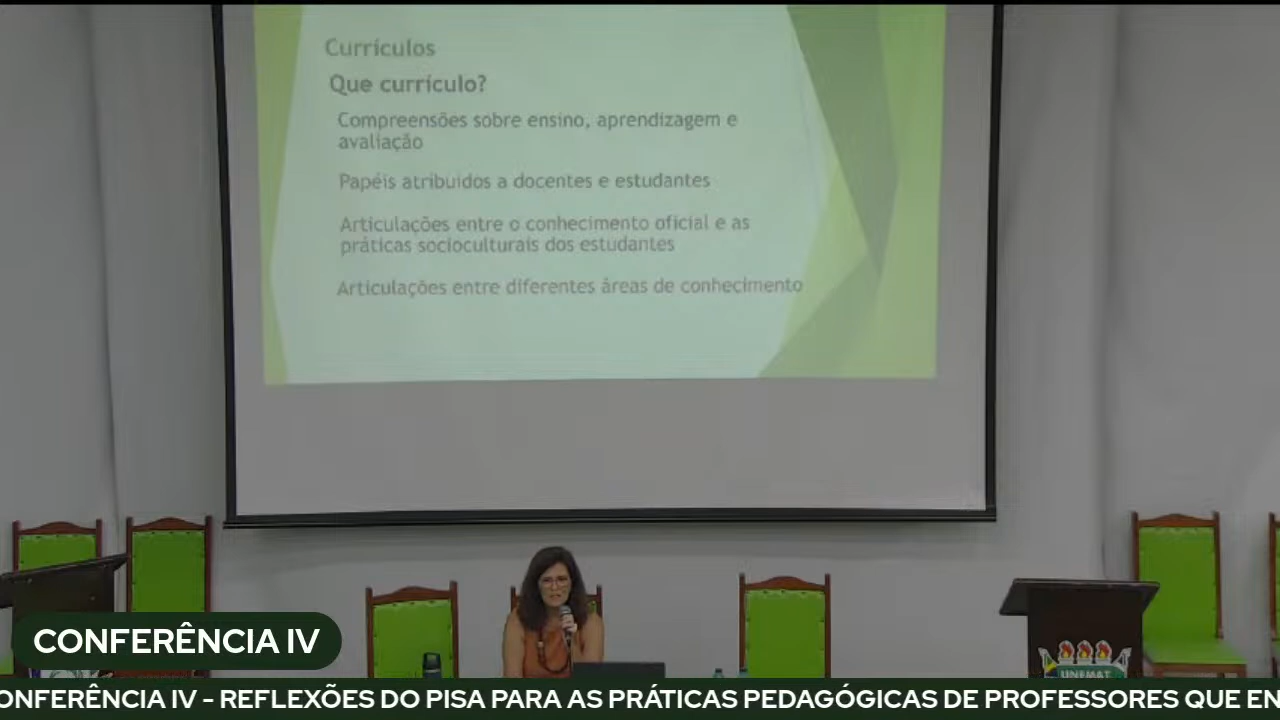 Currículos
Que currículo?
Compreensões sobre ensino, aprendizagem e
avaliação
Papéis atribuidos a docentes e estudantes
Articulações entre o conhecimento oficial e as
práticas socioculturais dos estudantes
Articulações entre diferentes áreas de conhecimento
UNEMAT
CONFERÊNCIA IV
ONFERÊNCIA IV - REFLEXÕES DO PISA PARA AS PRÁTICAS PEDAGÓGICAS DE PROFESSORES QUE EN